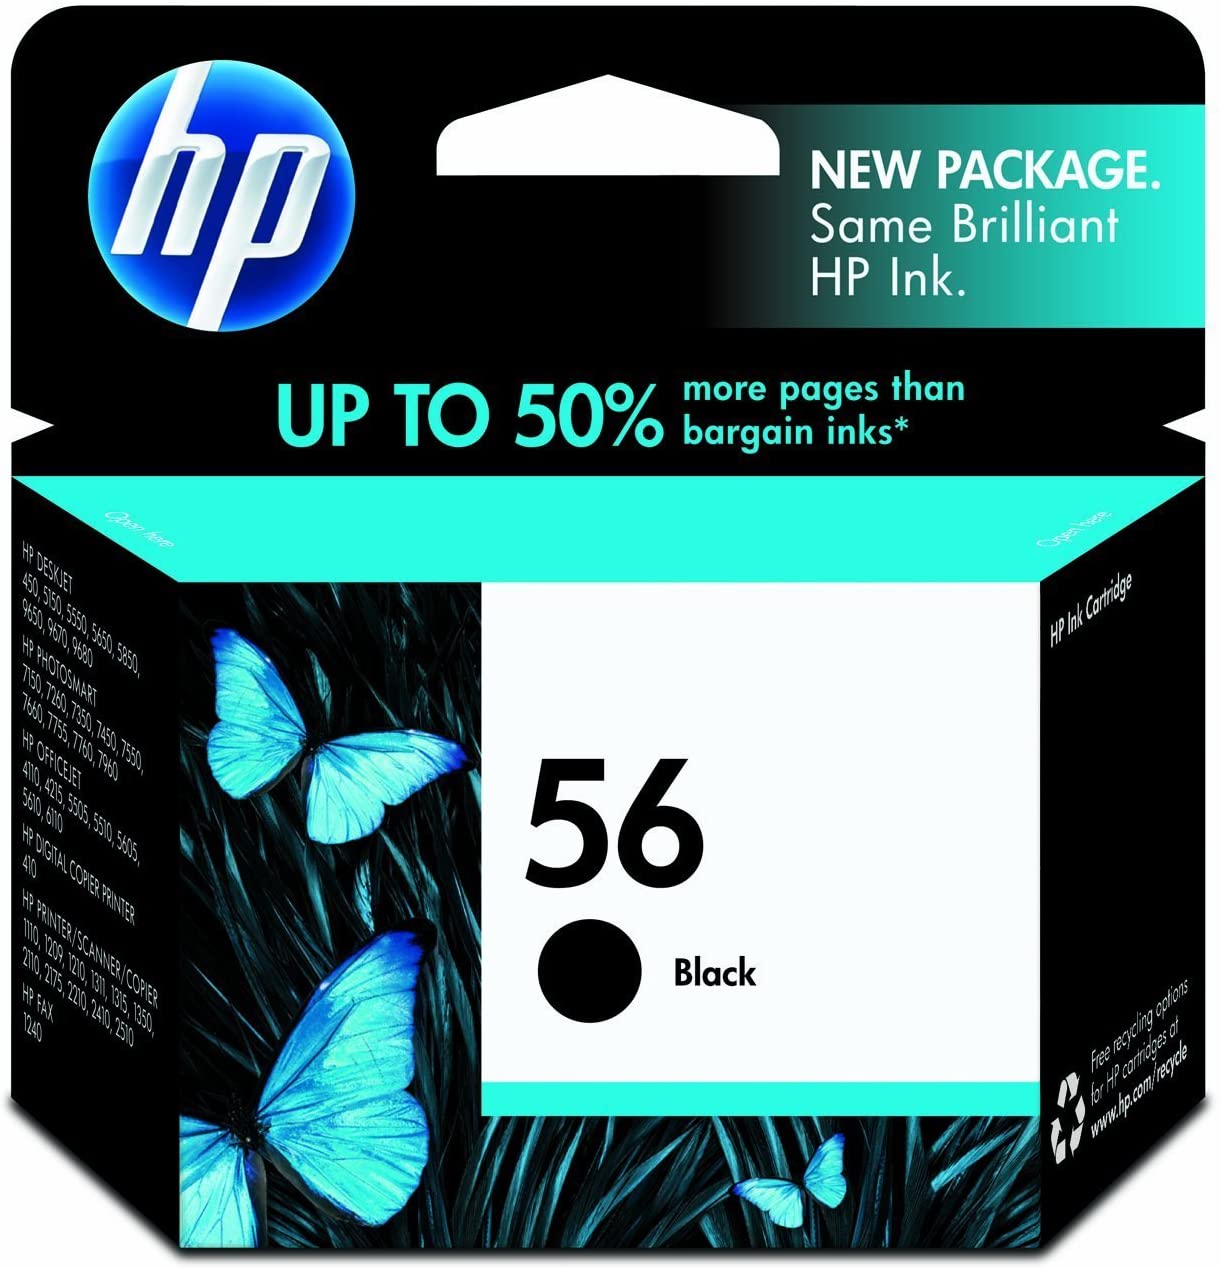 hp
NEW PACKAGE.
Same Brilliant
HP Ink.
UP TO 50%
more pages than
bargain inks*
Open here
Open here
HP DESKJET
450, 5150, 5550, 5650, 5850,
9650, 9670, 9680
HP PHOTOSMART
7150, 7260, 7350, 7450, 7550,
7660, 7755, 7760, 7960
HP OFFICEJET
4110, 4215, 5505, 5510, 5605,
5610, 6110
HP DIGITAL COPIER PRINTER
410
HP PRINTER/SCANNER/COPIER
1110, 1209, 1210, 1311, 1315, 1350,
2110, 2175, 2210, 2410, 2510
HP FAX
1240
56
Black
HP Ink Cartridge
Free recycling options
for HP cartridges at
www.hp.com/recycle